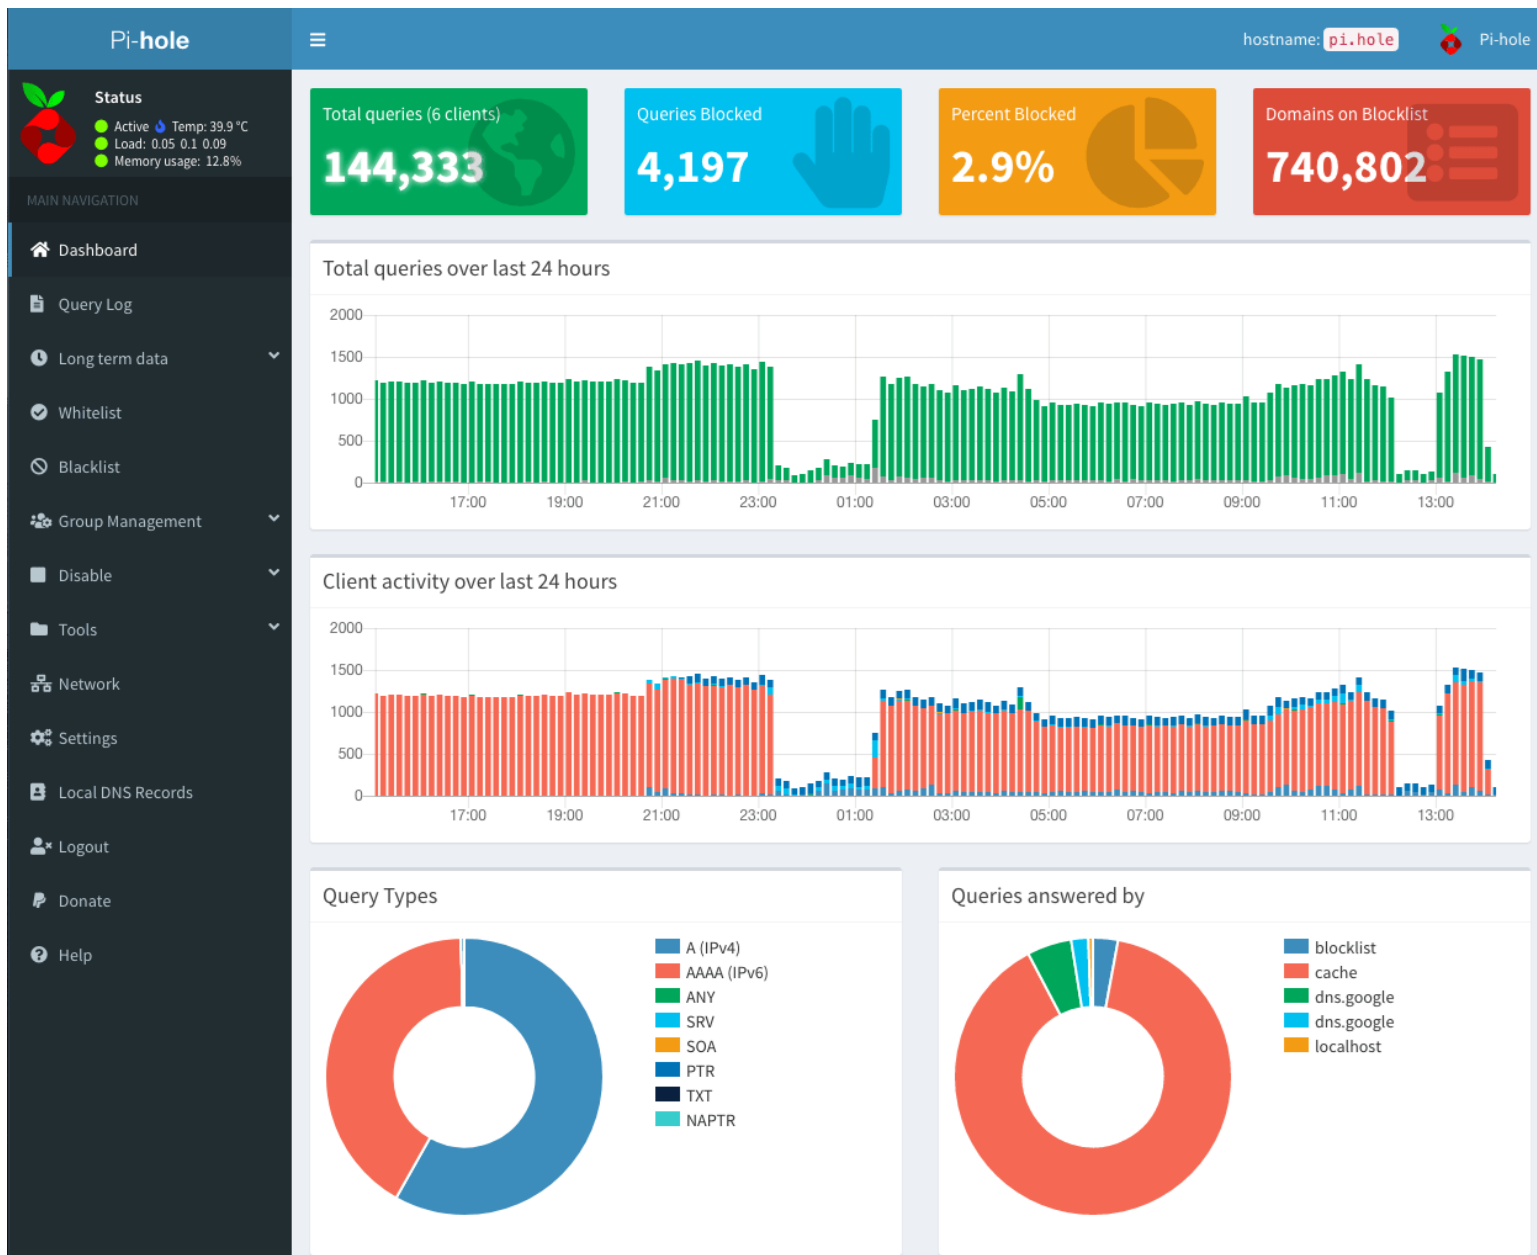 Pi-hole
hostname: pi.hole
Pi-hole
Status
Active Temp: 39.9 °C
Load: 0.05 0.1 0.09
Memory usage: 12.8%
MAIN NAVIGATION
Dashboard
Query Log
Long term data
Whitelist
Blacklist
Group Management
Disable
Tools
Network
Settings
Local DNS Records
Logout
Donate
Help
Total queries (6 clients)
144,333
Queries Blocked
4,197
Percent Blocked
2.9%
Domains on Blocklist
740,802
Total queries over last 24 hours
2000
1500
1000
500
0
17:00 19:00 21:00 23:00 01:00 03:00 05:00 07:00 09:00 11:00 13:00
Client activity over last 24 hours
2000
1500
1000
500
0
17:00 19:00 21:00 23:00 01:00 03:00 05:00 07:00 09:00 11:00 13:00
Query Types
A (IPv4)
AAAA (IPv6)
ANY
SRV
SOA
PTR
TXT
NAPTR
Queries answered by
blocklist
cache
dns.google
dns.google
localhost